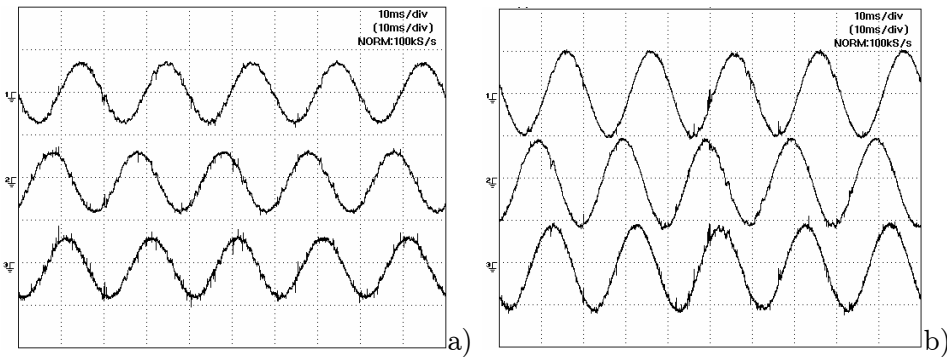 10ms/div
(10ms/div)
NORM:100kS/s
1
2
3
a)
10ms/div
(10ms/div)
NORM:100kS/s
1
2
3
b)